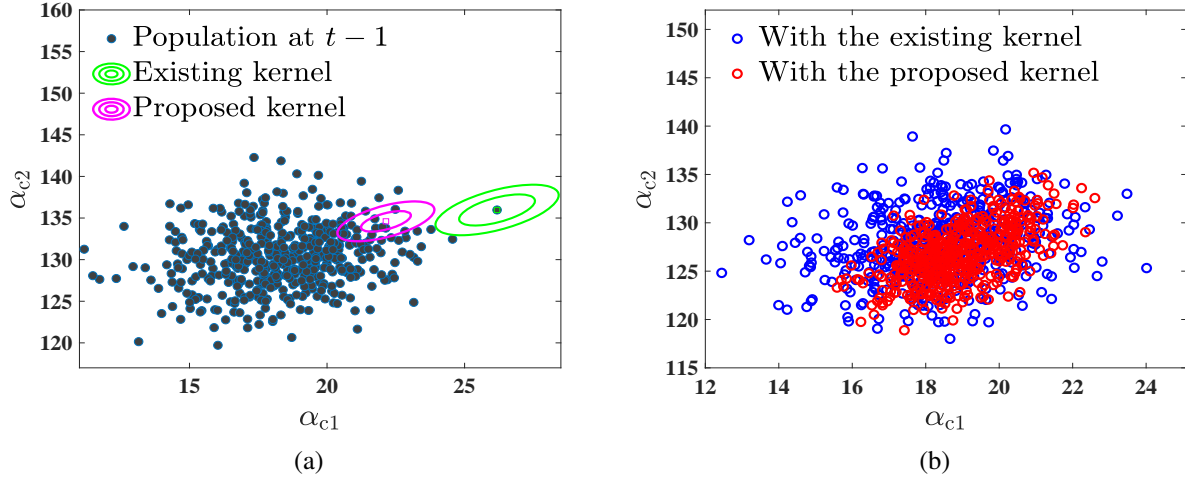 160
155
150
145
140
135
130
125
120
α_c2
Population at t − 1
Existing kernel
Proposed kernel
15
20
25
α_c1
(a)
150
145
140
135
130
125
120
115
α_c2
With the existing kernel
With the proposed kernel
12
14
16
18
20
22
24
α_c1
(b)